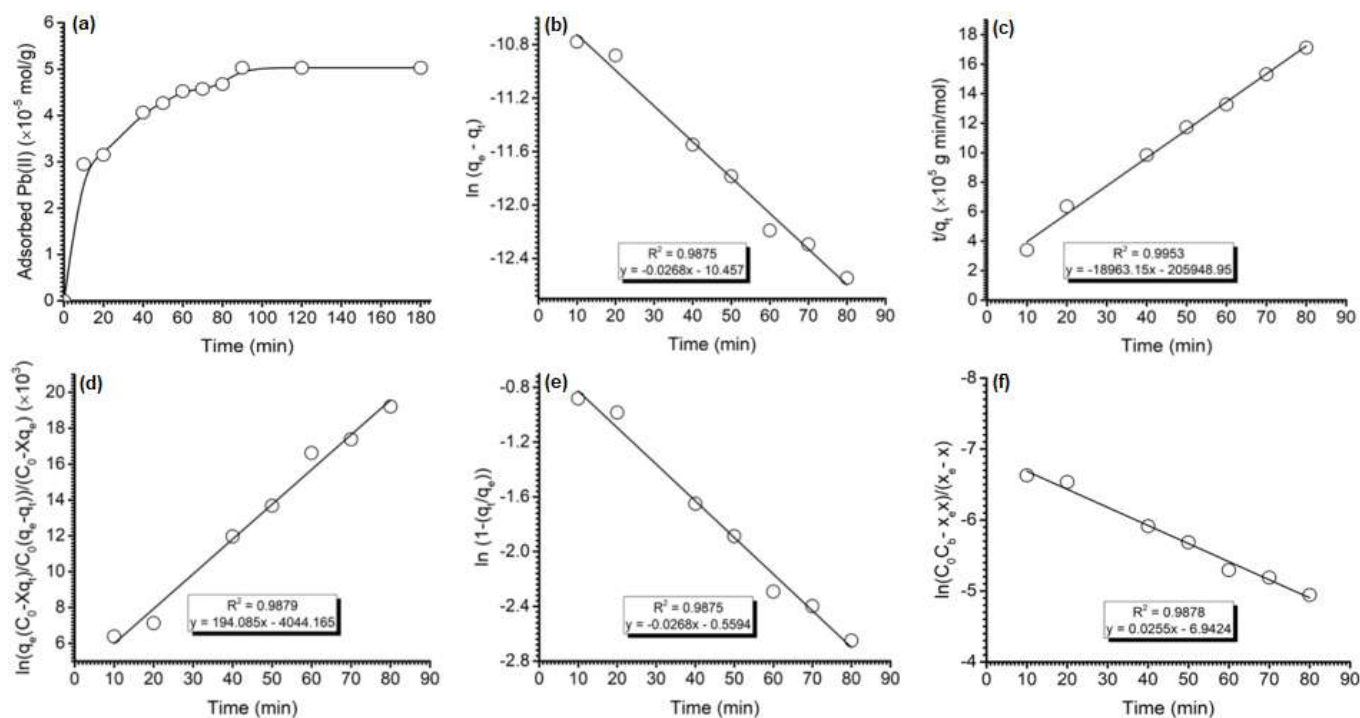 (a)
Adsorbed Pb(II) (×10⁻⁵ mol/g)
6
5
4
3
2
1
0
0 20 40 60 80 100 120 140 160 180
Time (min)
(b)
ln (qₑ - qₜ)
-10.8
-11.2
-11.6
-12.0
-12.4
R² = 0.9875
y = -0.0268x - 10.457
0 10 20 30 40 50 60 70 80 90
Time (min)
(c)
t/qₜ (×10⁵ g min/mol)
18
16
14
12
10
8
6
4
2
0
R² = 0.9953
y = -18963.15x - 205948.95
0 10 20 30 40 50 60 70 80 90
Time (min)
(d)
ln(qₑ(C₀-Xqₜ)/C₀(qₑ-qₜ))/(C₀-Xqₑ) (×10³)
20
18
16
14
12
10
8
6
R² = 0.9879
y = 194.085x - 4044.165
0 10 20 30 40 50 60 70 80 90
Time (min)
(e)
ln (1-(qₜ/qₑ))
-0.8
-1.2
-1.6
-2.0
-2.4
-2.8
R² = 0.9875
y = -0.0268x - 0.5594
0 10 20 30 40 50 60 70 80 90
Time (min)
(f)
ln(C₀C_b - xₑx)/(xₑ - x)
-8
-7
-6
-5
-4
R² = 0.9878
y = 0.0255x - 6.9424
0 10 20 30 40 50 60 70 80 90
Time (min)